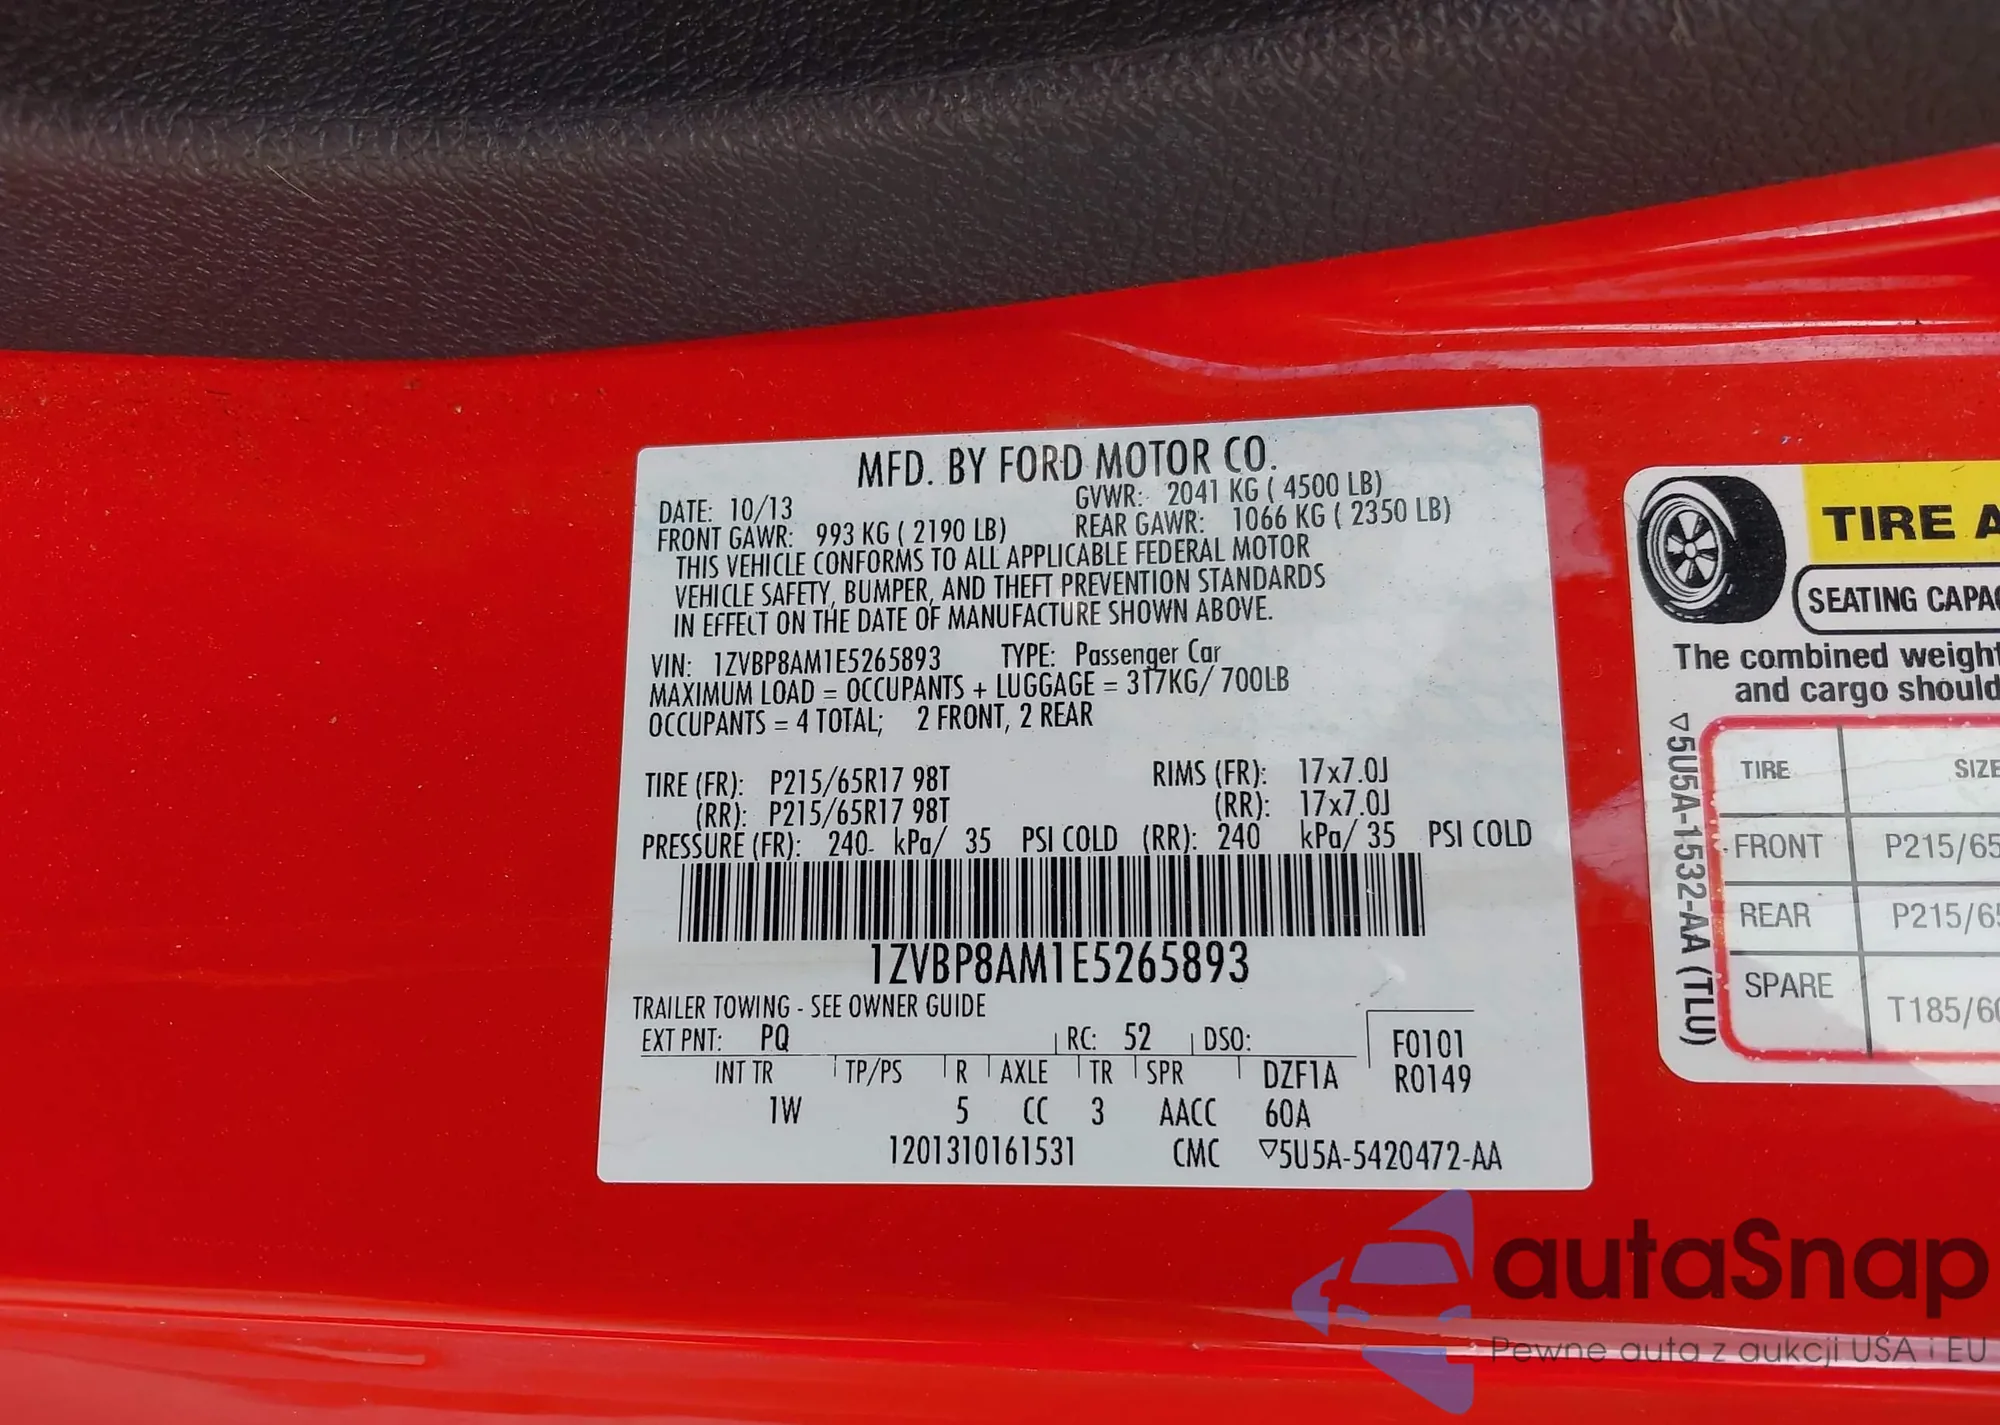 MFD. BY FORD MOTOR CO.
DATE: 10/13 GVWR: 2041 KG ( 4500 LB)
FRONT GAWR: 993 KG ( 2190 LB) REAR GAWR: 1066 KG ( 2350 LB)
THIS VEHICLE CONFORMS TO ALL APPLICABLE FEDERAL MOTOR
VEHICLE SAFETY, BUMPER, AND THEFT PREVENTION STANDARDS
IN EFFECT ON THE DATE OF MANUFACTURE SHOWN ABOVE.
VIN: 1ZVBP8AM1E5265893 TYPE: Passenger Car
MAXIMUM LOAD = OCCUPANTS + LUGGAGE = 317KG/ 700LB
OCCUPANTS = 4 TOTAL; 2 FRONT, 2 REAR
TIRE (FR): P215/65R17 98T RIMS (FR): 17x7.0J
(RR): P215/65R17 98T (RR): 17x7.0J
PRESSURE (FR): 240 kPa/ 35 PSI COLD (RR): 240 kPa/ 35 PSI COLD
1ZVBP8AM1E5265893
TRAILER TOWING - SEE OWNER GUIDE
EXT PNT: PQ RC: 52 DSO: F0101
INT TR TP/PS R AXLE TR SPR DZF1A R0149
1W 5 CC 3 AACC 60A
1201310161531 CMC ▽5U5A-5420472-AA
TIRE A
SEATING CAPA
The combined weight
and cargo should
▽5U5A-1532-AA (TLU)
TIRE SIZE
FRONT P215/65
REAR P215/65
SPARE T185/60
autaSnap
Pewne auta z aukcji USA i EU